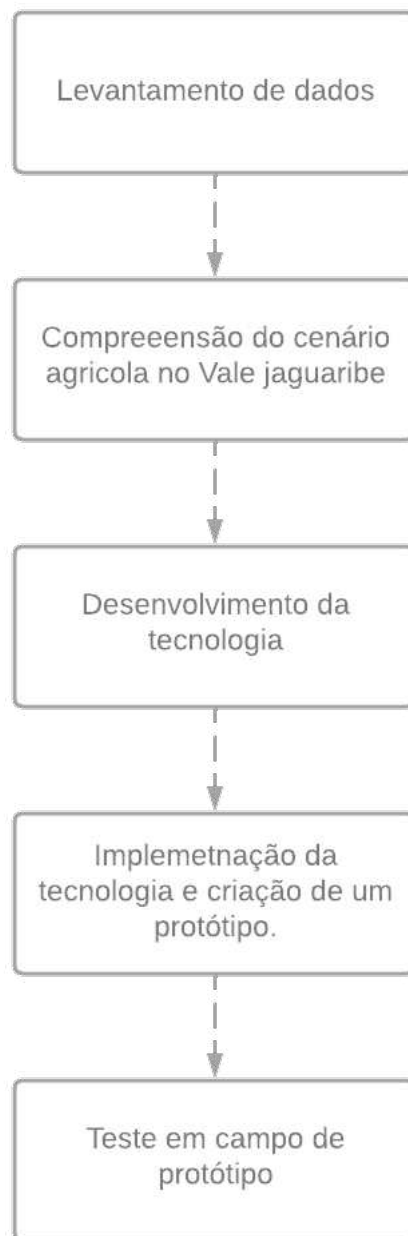 Levantamento de dados
Compreeensão do cenário
agricola no Vale jaguaribe
Desenvolvimento da
tecnologia
Implemetnação da
tecnologia e criação de um
protótipo.
Teste em campo de
protótipo